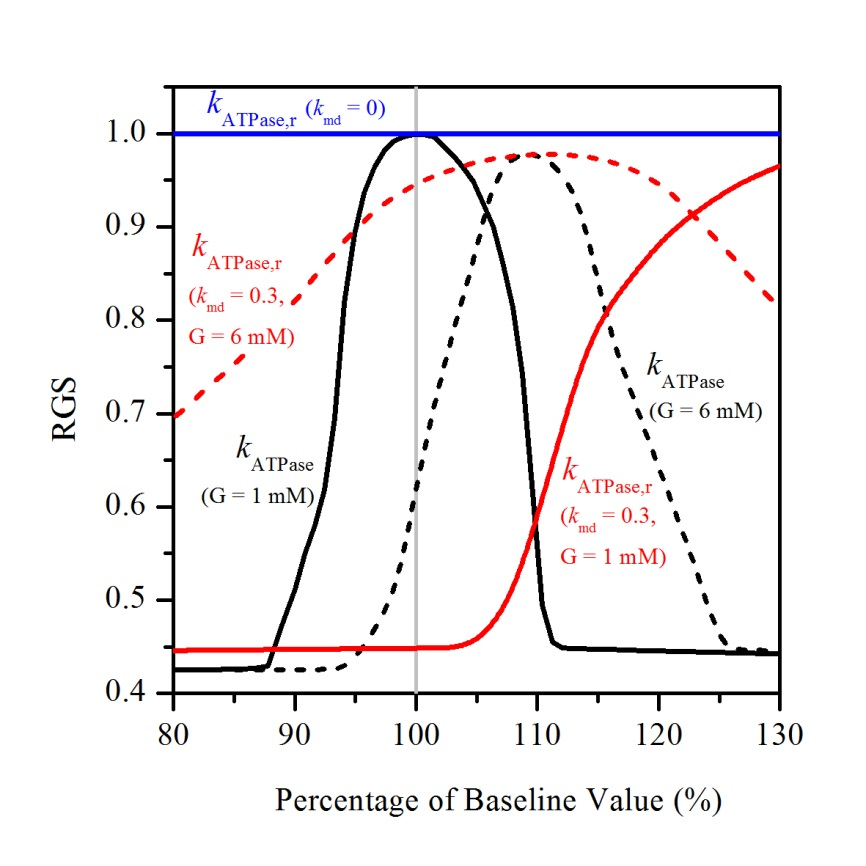 kATPase,r (kmd = 0)
1.0
0.9
kATPase,r
(kmd = 0.3,
G = 6 mM)
0.8
kATPase
(G = 6 mM)
0.7
RGS
kATPase
(G = 1 mM)
kATPase,r
(kmd = 0.3,
G = 1 mM)
0.6
0.5
0.4
80 90 100 110 120 130
Percentage of Baseline Value (%)